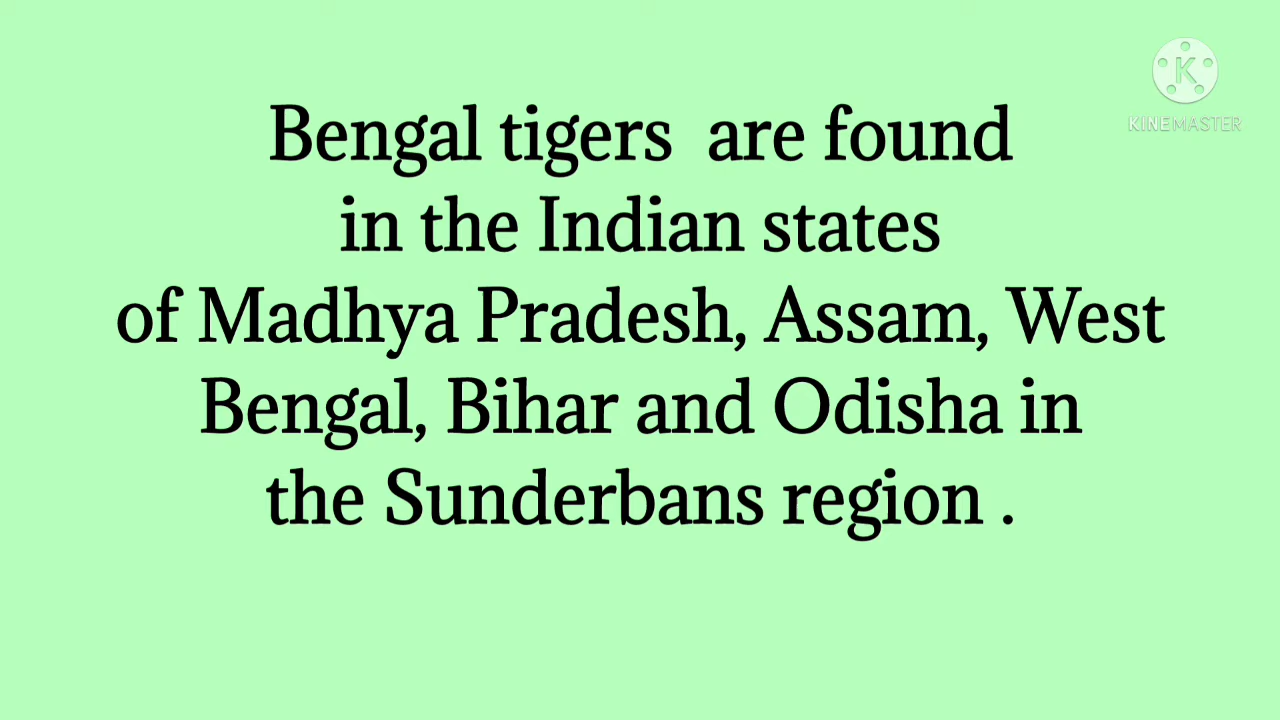 Bengal tigers  are found
in the Indian states
of Madhya Pradesh, Assam, West
Bengal, Bihar and Odisha in
the Sunderbans region .
K
KINEMASTER